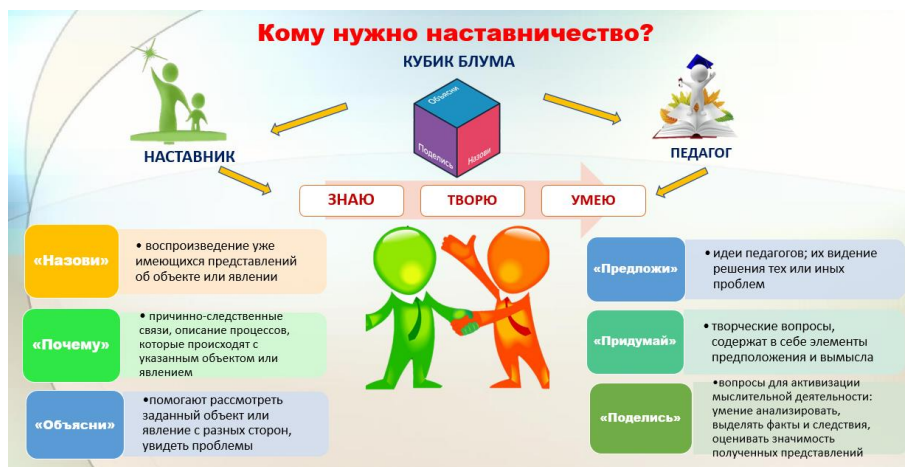 Кому нужно наставничество?
КУБИК БЛУМА
Объясни
Поделись
Назови
НАСТАВНИК
ПЕДАГОГ
ЗНАЮ
ТВОРЮ
УМЕЮ
«Назови»
• воспроизведение уже
имеющихся представлений
об объекте или явлении
«Почему»
• причинно-следственные
связи, описание процессов,
которые происходят с
указанным объектом или
явлением
«Объясни»
•помогают рассмотреть
заданный объект или
явление с разных сторон,
увидеть проблемы
«Предложи»
• идеи педагогов; их видение
решения тех или иных
проблем
«Придумай»
• творческие вопросы,
содержат в себе элементы
предположения и вымысла
«Поделись»
•вопросы для активизации
мыслительной деятельности:
умение анализировать,
выделять факты и следствия,
оценивать значимость
полученных представлений